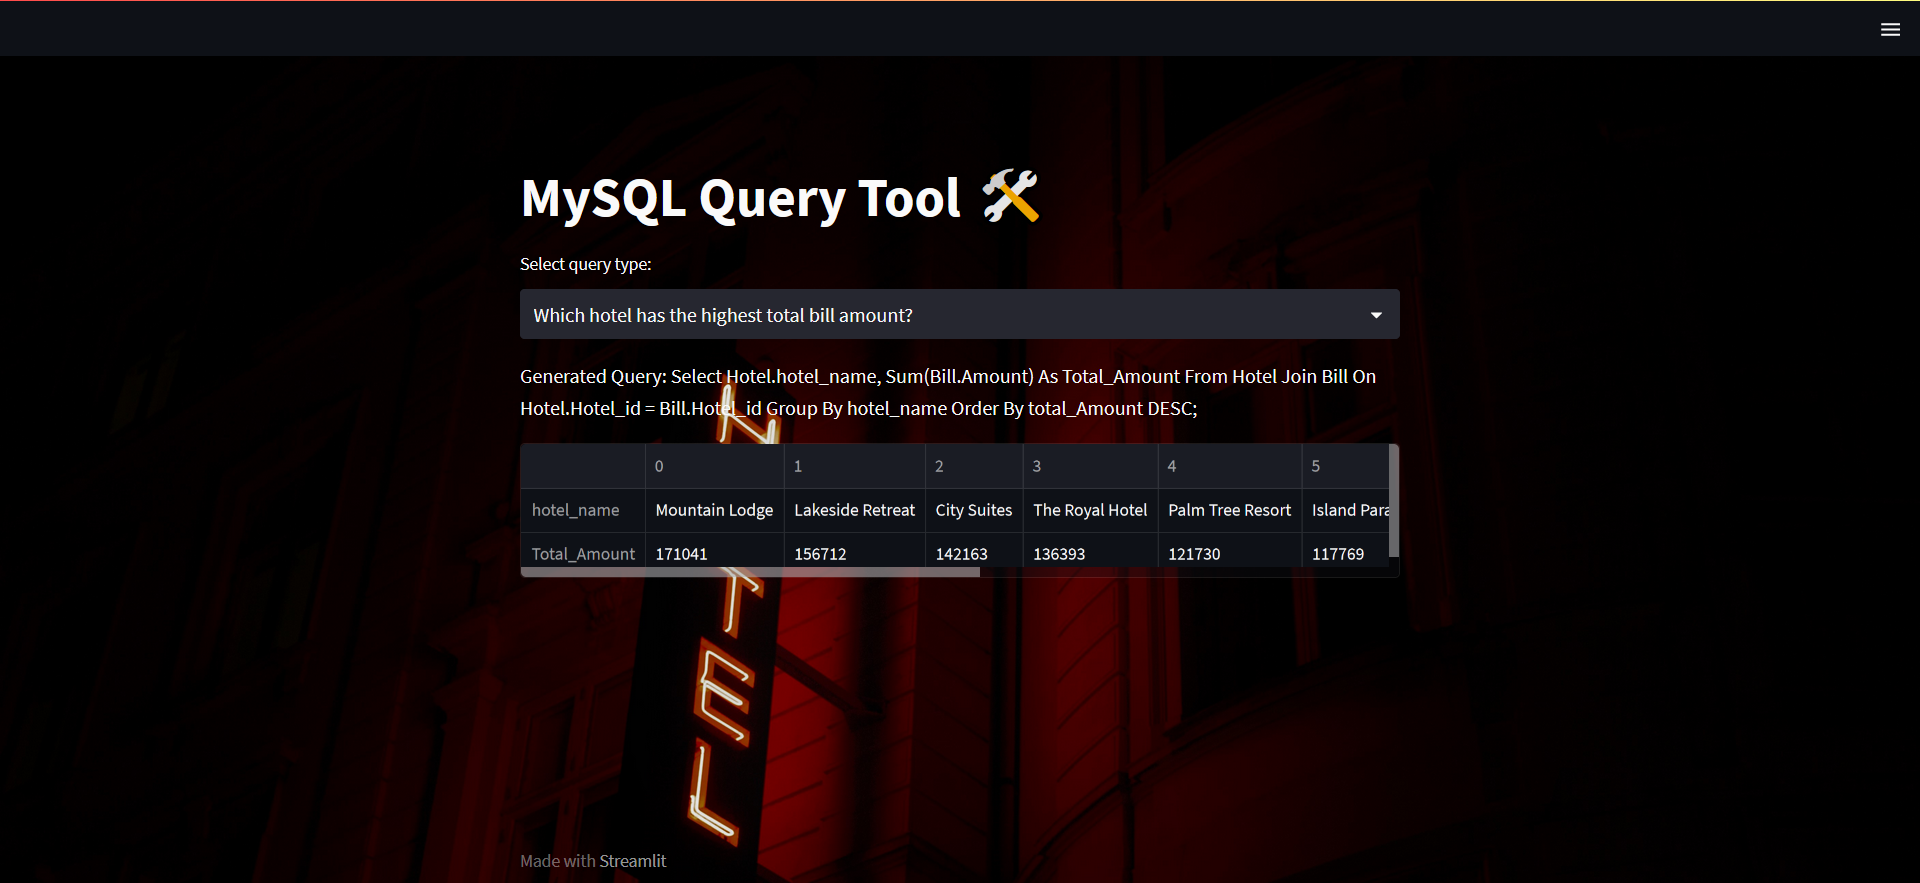 MySQL Query Tool 🛠️
Select query type:
Which hotel has the highest total bill amount?
Generated Query: Select Hotel.hotel_name, Sum(Bill.Amount) As Total_Amount From Hotel Join Bill On
Hotel.Hotel_id = Bill.Hotel_id Group By hotel_name Order By total_Amount DESC;
0 1 2 3 4 5
hotel_name Mountain Lodge Lakeside Retreat City Suites The Royal Hotel Palm Tree Resort Island Para
Total_Amount 171041 156712 142163 136393 121730 117769
TEL
Made with Streamlit